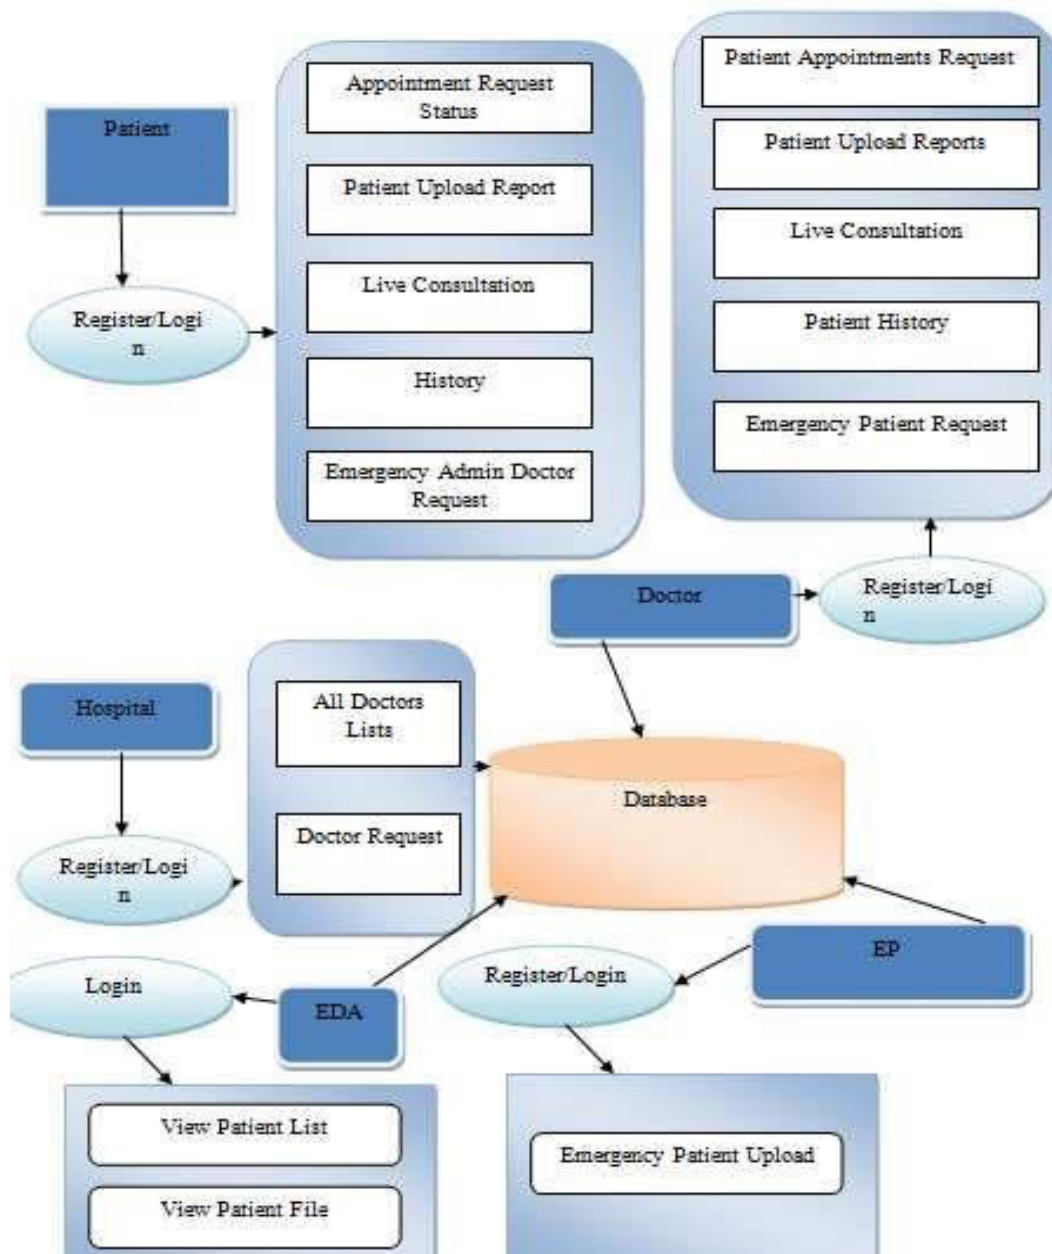 Patient
Register/Logi
n
Appointment Request
Status
Patient Upload Report
Live Consultation
History
Emergency Admin Doctor
Request
Patient Appointments Request
Patient Upload Reports
Live Consultation
Patient History
Emergency Patient Request
Doctor
Register/Logi
n
Hospital
Register/Logi
n
All Doctors
Lists
Doctor Request
Database
Login
EDA
Register/Login
EP
View Patient List
View Patient File
Emergency Patient Upload